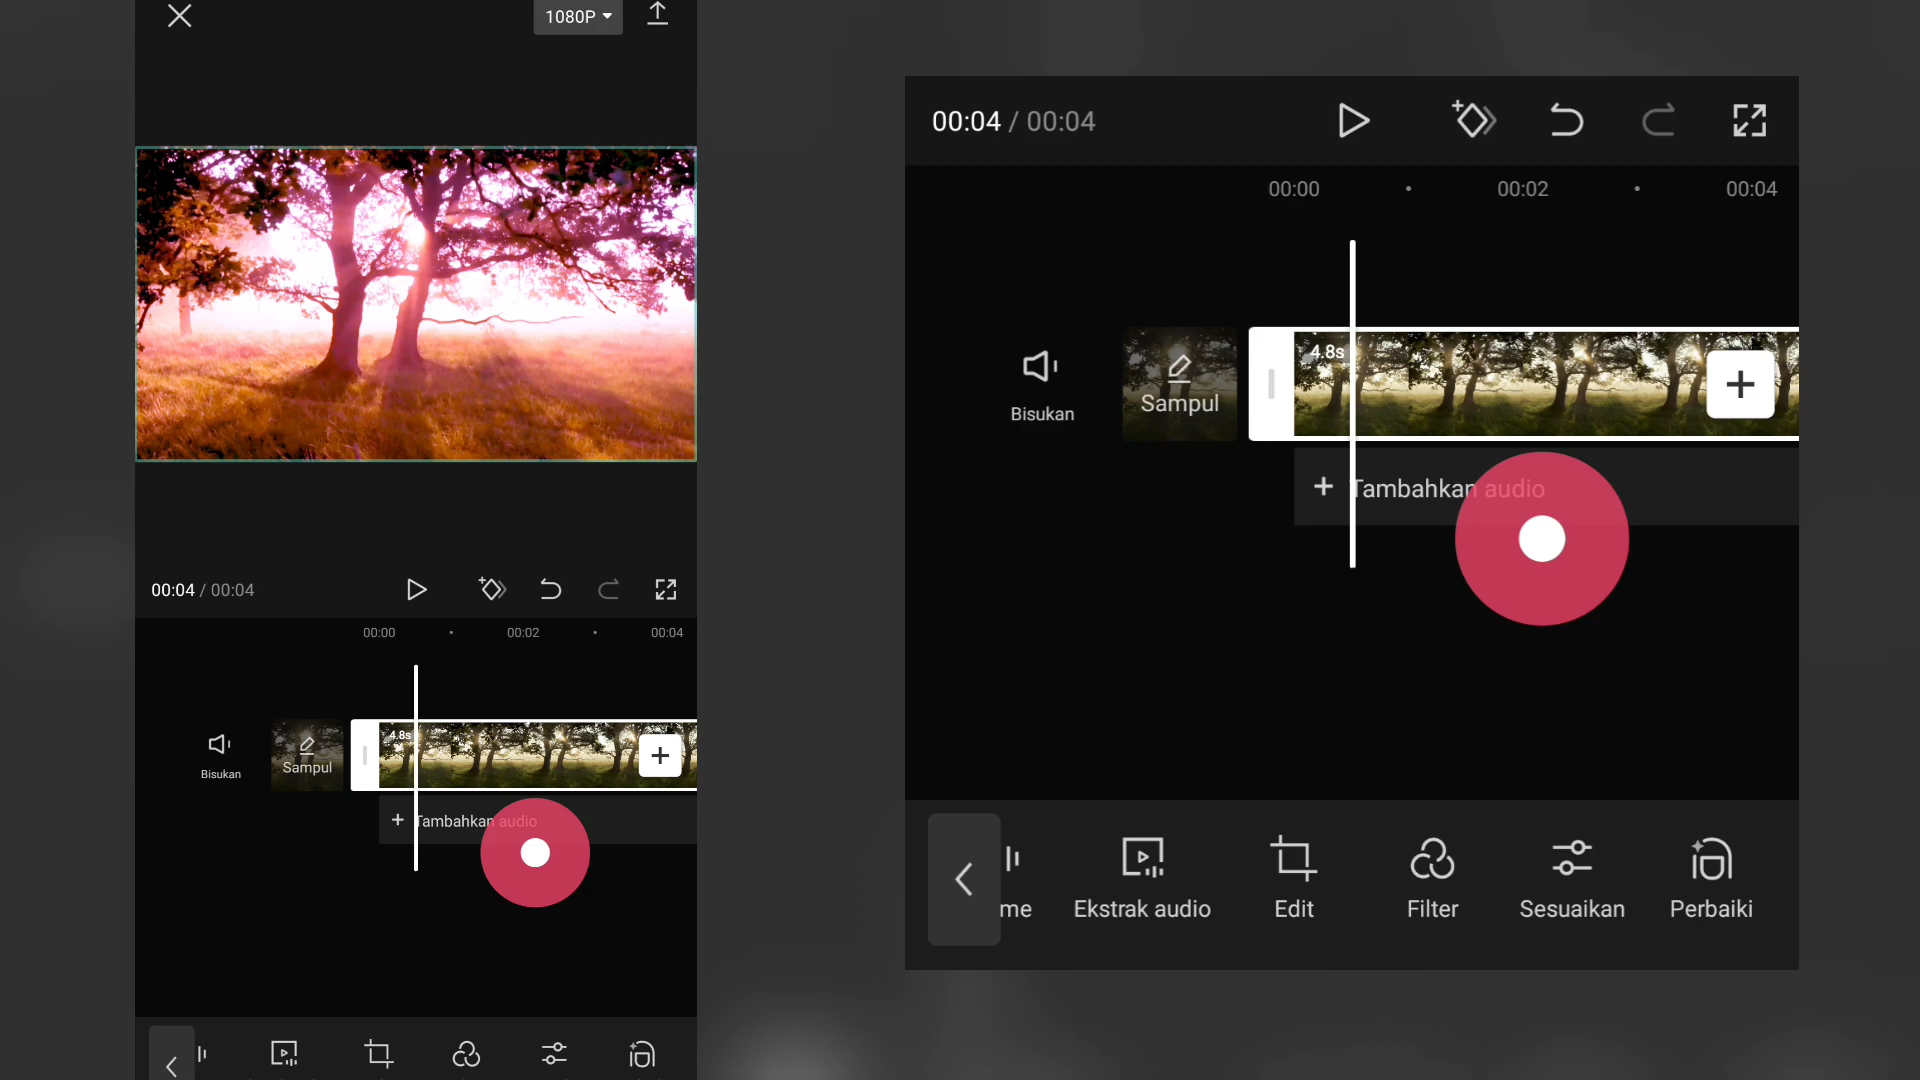 1080P
00:04 / 00:04
00:00 00:02 00:04
4.8s
Bisukan
Sampul
+ Tambahkan audio
00:04 / 00:04
00:00 00:02 00:04
4.8s
Bisukan
Sampul
+ Tambahkan audio
me Ekstrak audio Edit Filter Sesuaikan Perbaiki